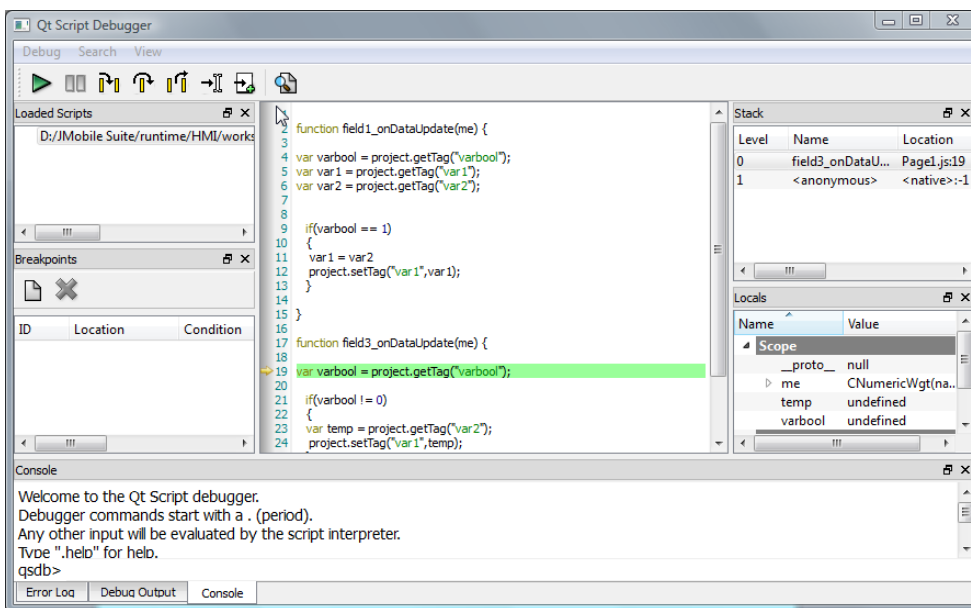 Qt Script Debugger
Debug Search View
Loaded Scripts
D:/JMobile Suite/runtime/HMI/works
Breakpoints
ID Location Condition
2 function field1_onDataUpdate(me) {
3
4 var varbool = project.getTag("varbool");
5 var var1 = project.getTag("var1");
6 var var2 = project.getTag("var2");
7
8
9 if(varbool == 1)
10 {
11 var1 = var2
12 project.setTag("var1",var1);
13 }
14
15 }
16
17 function field3_onDataUpdate(me) {
18
19 var varbool = project.getTag("varbool");
20
21 if(varbool != 0)
22 {
23 var temp = project.getTag("var2");
24 project.setTag("var1",temp);
Stack
Level Name Location
0 field3_onDataU... Page1.js:19
1 <anonymous> <native>:-1
Locals
Name Value
Scope
__proto__ null
me CNumericWgt(na...
temp undefined
varbool undefined
Console
Welcome to the Qt Script debugger.
Debugger commands start with a . (period).
Any other input will be evaluated by the script interpreter.
Type ".help" for help.
qsdb>
Error Log Debug Output Console